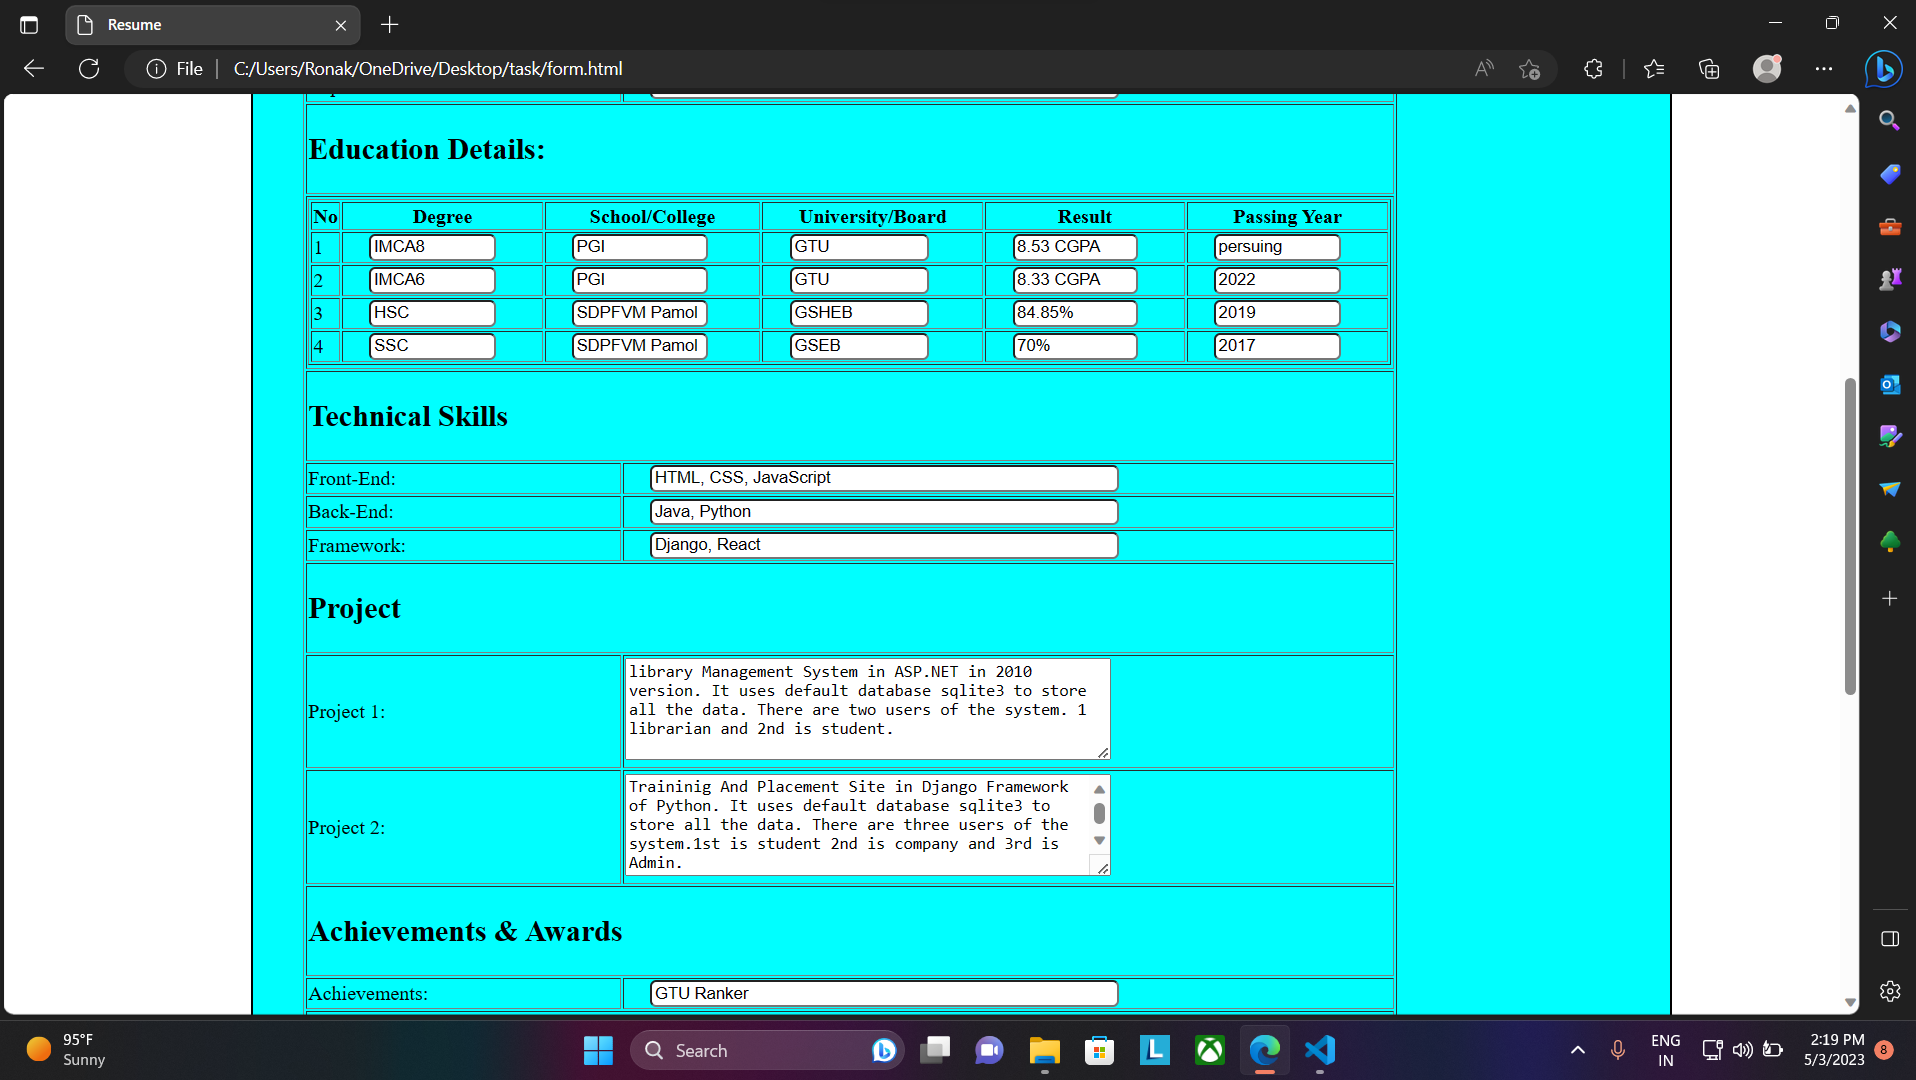 Resume
File
C:/Users/Ronak/OneDrive/Desktop/task/form.html
Education Details:
No Degree School/College University/Board Result Passing Year
1 IMCA8 PGI GTU 8.53 CGPA persuing
2 IMCA6 PGI GTU 8.33 CGPA 2022
3 HSC SDPFVM Pamol GSHEB 84.85% 2019
4 SSC SDPFVM Pamol GSEB 70% 2017
Technical Skills
Front-End: HTML, CSS, JavaScript
Back-End: Java, Python
Framework: Django, React
Project
Project 1:
library Management System in ASP.NET in 2010
version. It uses default database sqlite3 to store
all the data. There are two users of the system. 1
librarian and 2nd is student.
Project 2:
Traininig And Placement Site in Django Framework
of Python. It uses default database sqlite3 to
store all the data. There are three users of the
system.1st is student 2nd is company and 3rd is
Admin.
Achievements & Awards
Achievements: GTU Ranker
95°F
Sunny
Search
ENG
IN
2:19 PM
5/3/2023
8